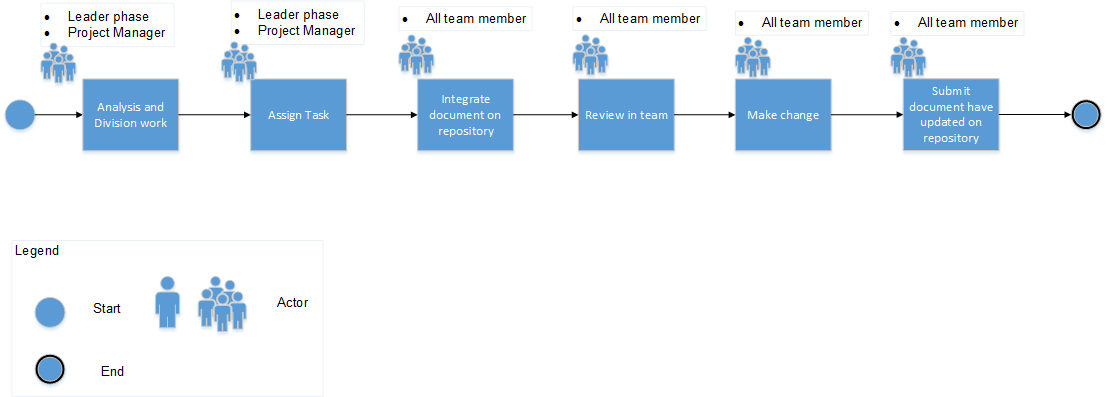 Leader phase
Project Manager
Leader phase
Project Manager
All team member
All team member
All team member
All team member
Analysis and
Division work
Assign Task
Integrate
document on
repository
Review in team
Make change
Submit
document have
updated on
repository
Legend
Start
Actor
End